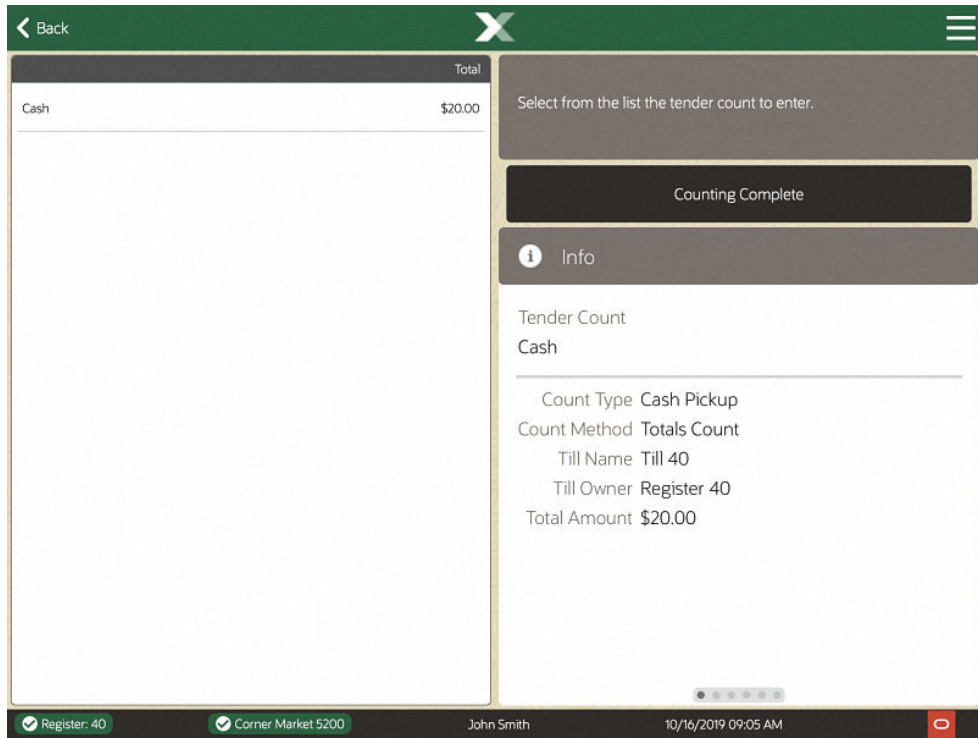 Back
Total
Cash $20.00
Select from the list the tender count to enter.
Counting Complete
Info
Tender Count
Cash
Count Type Cash Pickup
Count Method Totals Count
Till Name Till 40
Till Owner Register 40
Total Amount $20.00
Register: 40 Corner Market 5200 John Smith 10/16/2019 09:05 AM